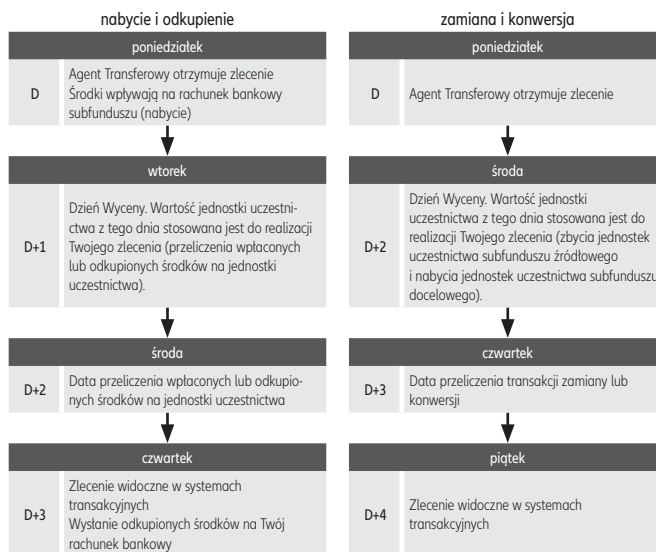 nabycie i odkupienie
poniedziałek
D
Agent Transferowy otrzymuje zlecenie
Środki wpływają na rachunek bankowy
subfunduszu (nabycie)
wtorek
D+1
Dzień Wyceny. Wartość jednostki uczestni-
ctwa z tego dnia stosowana jest do realizacji
Twojego zlecenia (przeliczenia wpłaconych
lub odkupionych środków na jednostki
uczestnictwa).
środa
D+2
Data przeliczenia wpłaconych lub odkupio-
nych środków na jednostki uczestnictwa
czwartek
D+3
Zlecenie widoczne w systemach
transakcyjnych
Wysłanie odkupionych środków na Twój
rachunek bankowy
zamiana i konwersja
poniedziałek
D
Agent Transferowy otrzymuje zlecenie
środa
D+2
Dzień Wyceny. Wartość jednostki
uczestnictwa z tego dnia stosowana jest do
realizacji Twojego zlecenia (zbycia jednostek
uczestnictwa subfunduszu źródłowego
i nabycia jednostek uczestnictwa subfunduszu
docelowego).
czwartek
D+3
Data przeliczenia transakcji zamiany lub
konwersji
piątek
D+4
Zlecenie widoczne w systemach
transakcyjnych